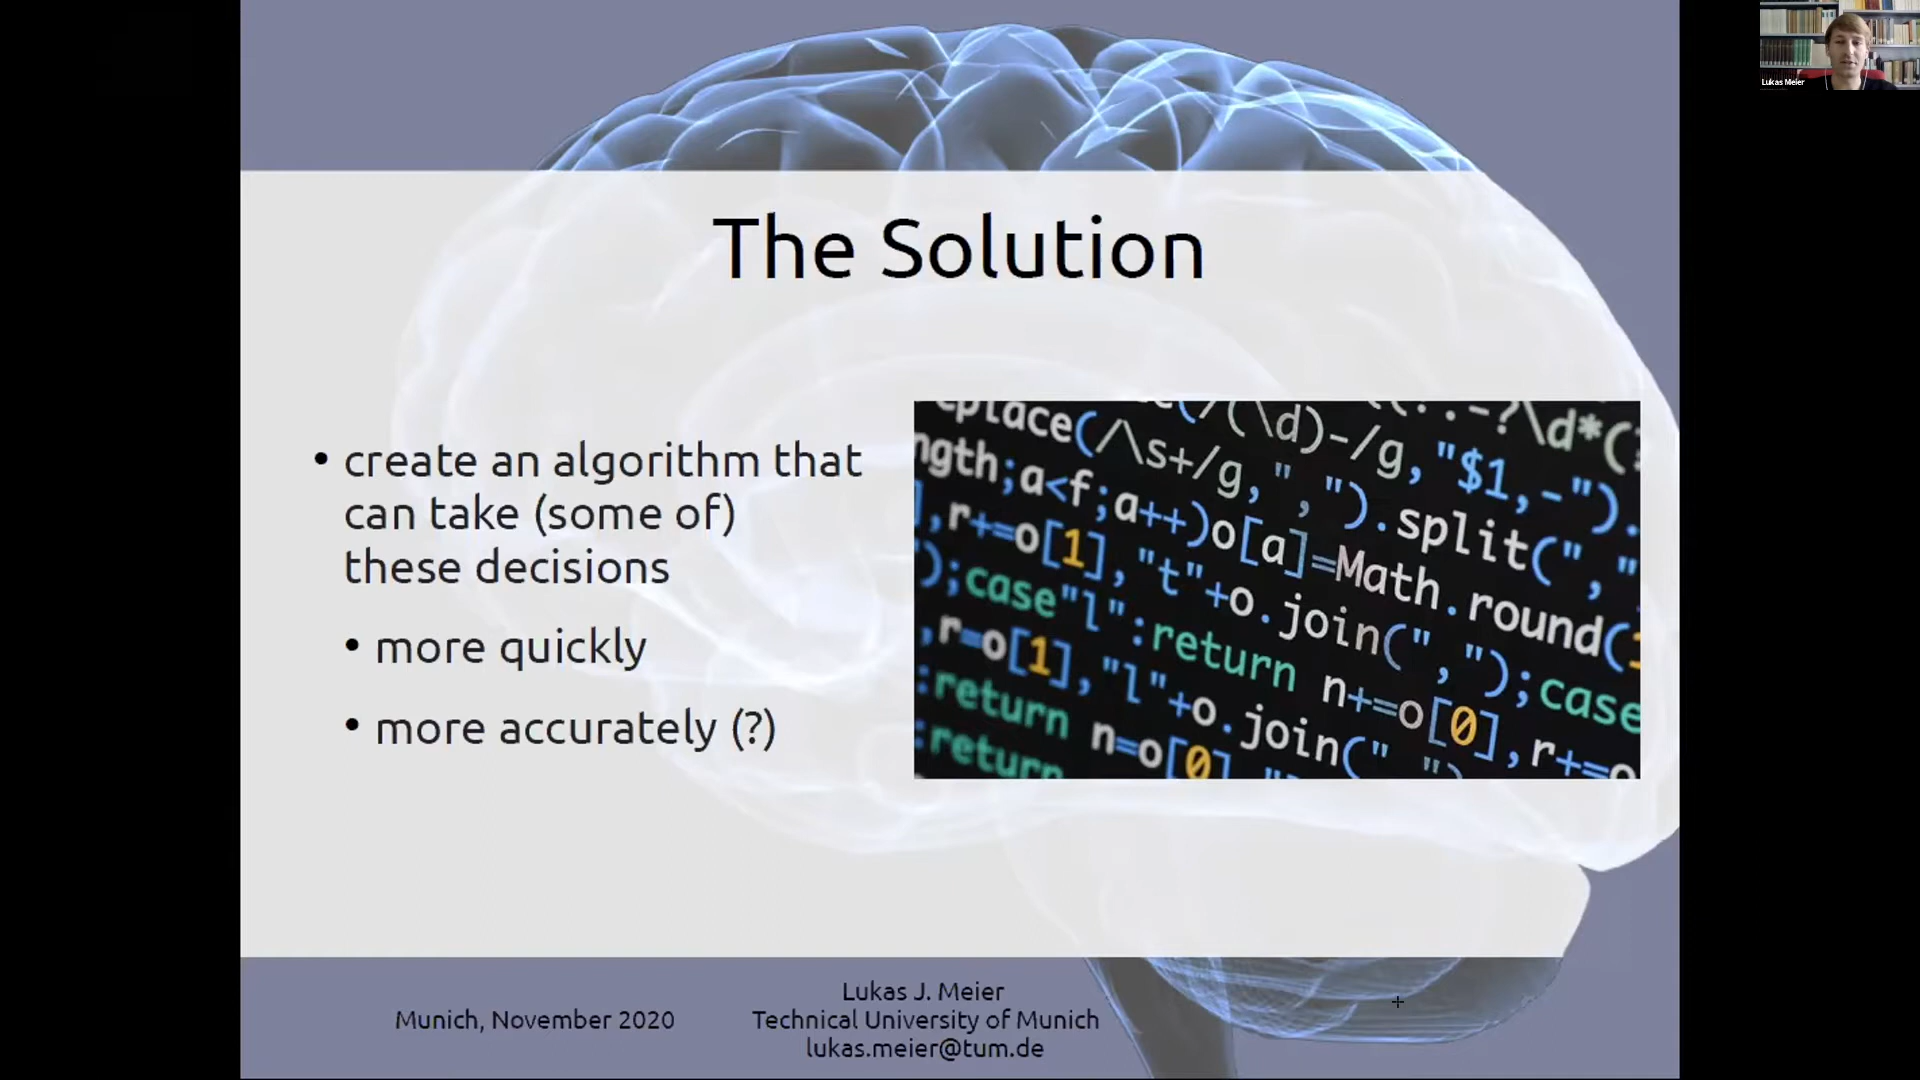 Lukas Meier
The Solution
• create an algorithm that
can take (some of)
these decisions
• more quickly
• more accurately (?)
eplace(/\s+/g,",").split(","
ngth;a<f;a++)o[a]=Math.round(
(\d)-/g,"$1,-").
,r+=o[1],"t"+o.join(",");case
);case"l":return n+=o[0],r+=o
,r=o[1],"l"+o.join(",")
:return n=o[0]
:return
Munich, November 2020
Lukas J. Meier
Technical University of Munich
lukas.meier@tum.de